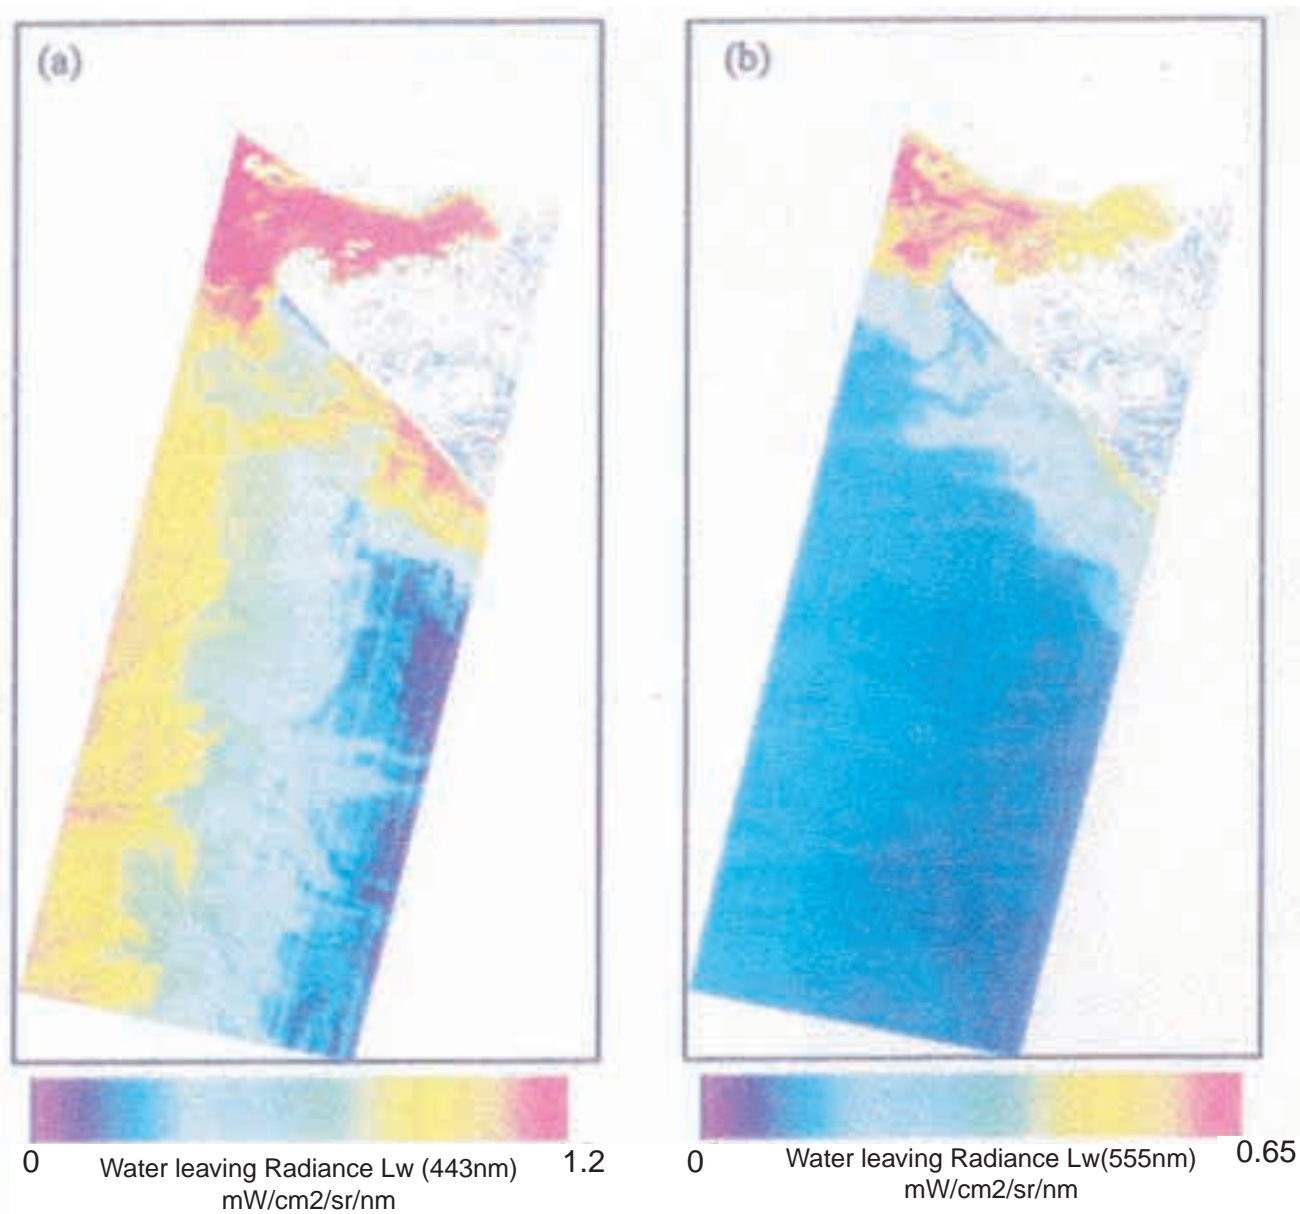 (a)
(b)
0
1.2
Water leaving Radiance Lw (443nm)
mW/cm2/sr/nm
0
0.65
Water leaving Radiance Lw(555nm)
mW/cm2/sr/nm